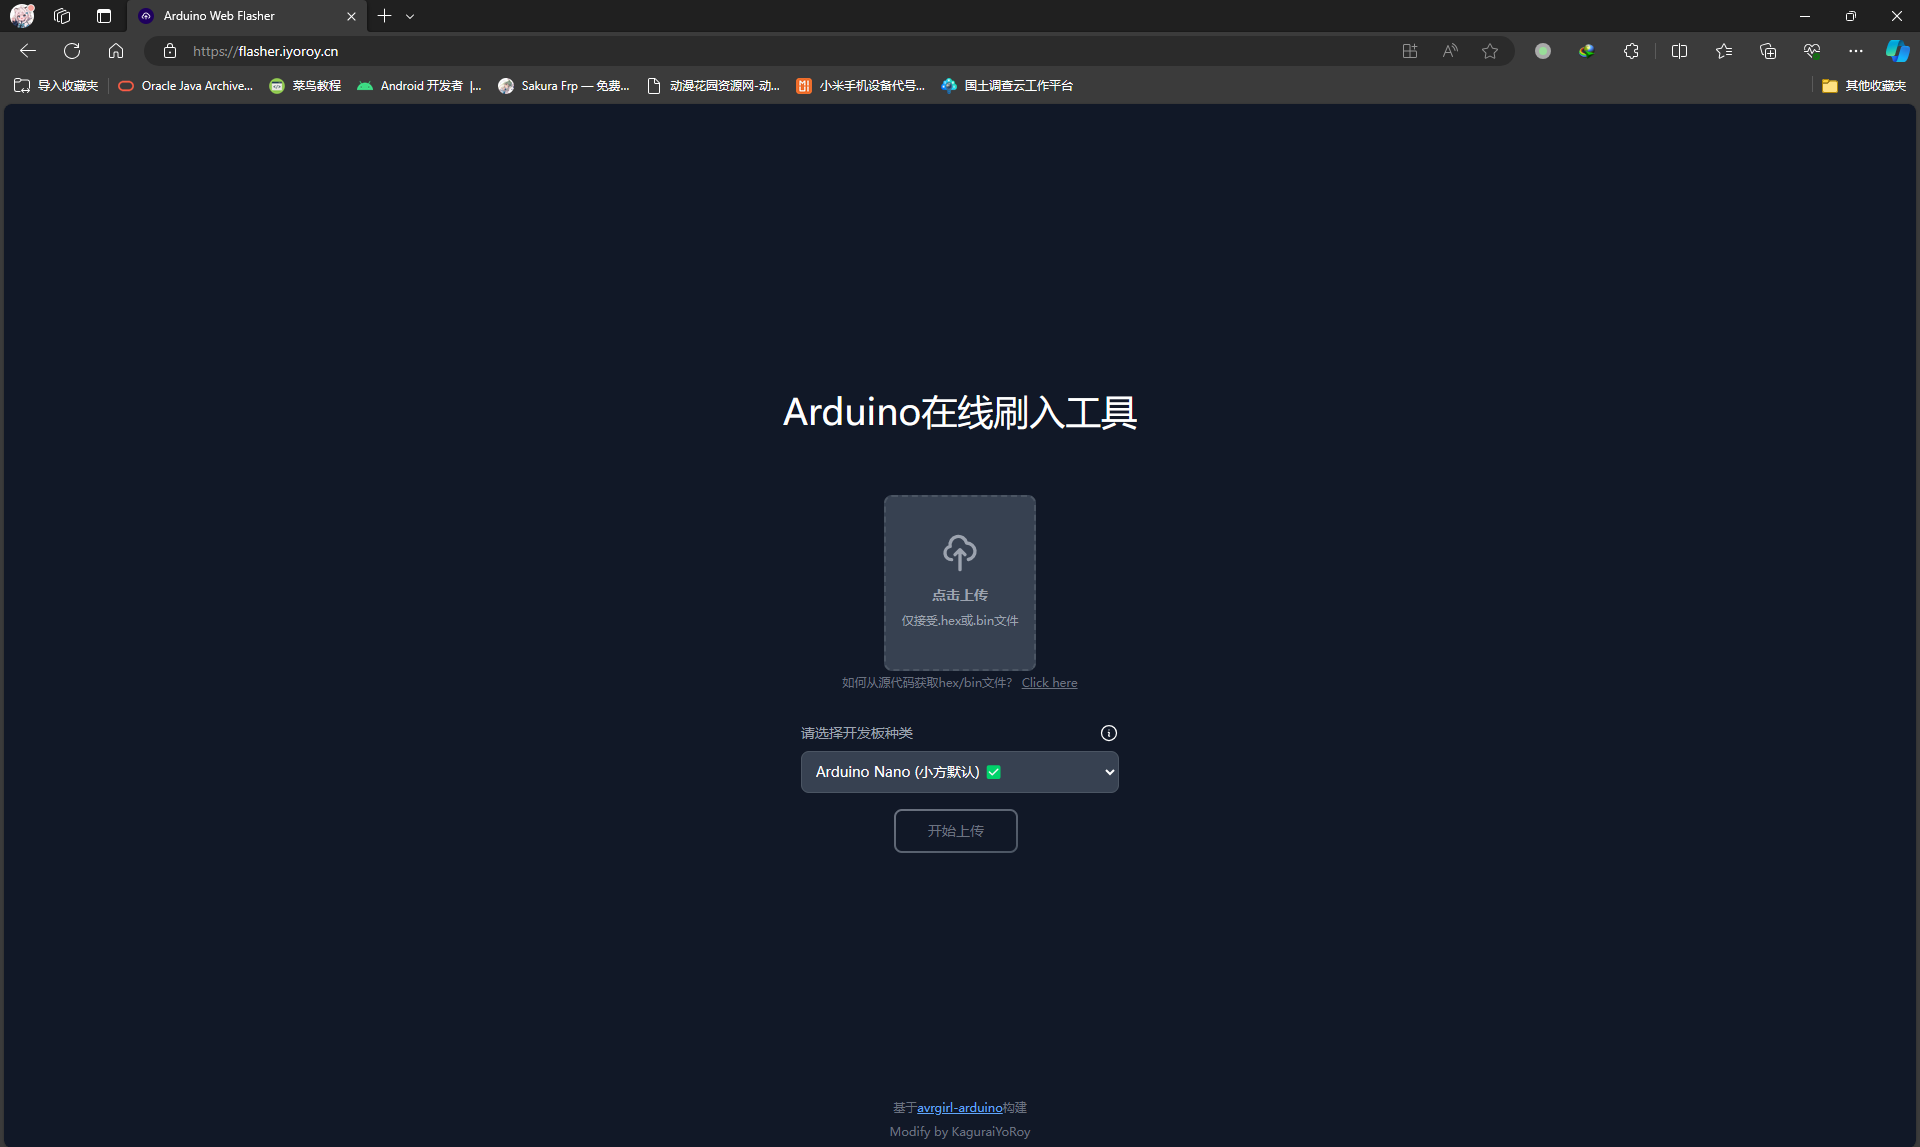 Arduino Web Flasher
https://flasher.iyoroy.cn
导入收藏夹
Oracle Java Archive...
菜鸟教程
Android 开发者 |...
Sakura Frp — 免费...
动漫花园资源网-动...
小米手机设备代号...
国土调查云工作平台
其他收藏夹
Arduino在线刷入工具
点击上传
仅接受.hex或.bin文件
如何从源代码获取hex/bin文件? Click here
请选择开发板种类
Arduino Nano (小方默认) ✅
开始上传
基于avrgirl-arduino构建
Modify by KaguraiYoRoy